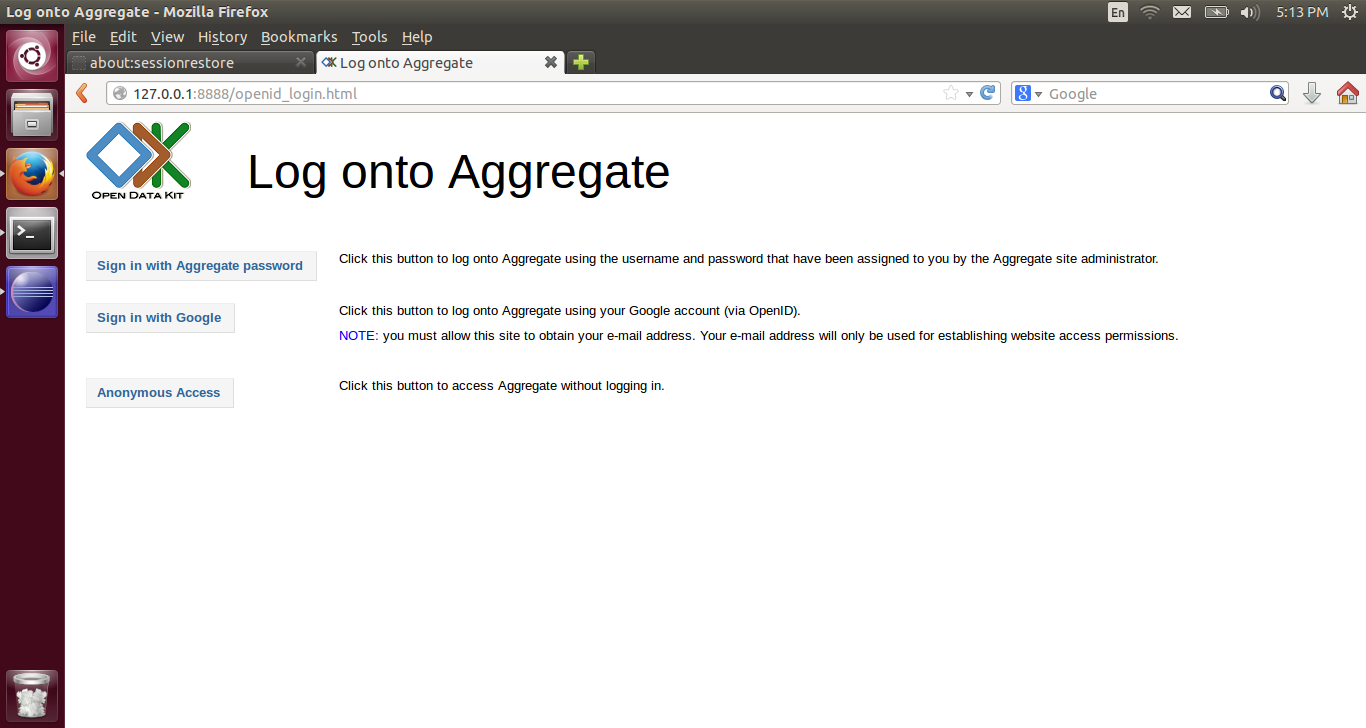 Log onto Aggregate - Mozilla Firefox
En
5:13 PM
File Edit View History Bookmarks Tools Help
about:sessionrestore
Log onto Aggregate
127.0.0.1:8888/openid_login.html
8
Google
OPEN DATA KIT
Log onto Aggregate
Sign in with Aggregate password
Click this button to log onto Aggregate using the username and password that have been assigned to you by the Aggregate site administrator.
Sign in with Google
Click this button to log onto Aggregate using your Google account (via OpenID).
NOTE: you must allow this site to obtain your e-mail address. Your e-mail address will only be used for establishing website access permissions.
Anonymous Access
Click this button to access Aggregate without logging in.